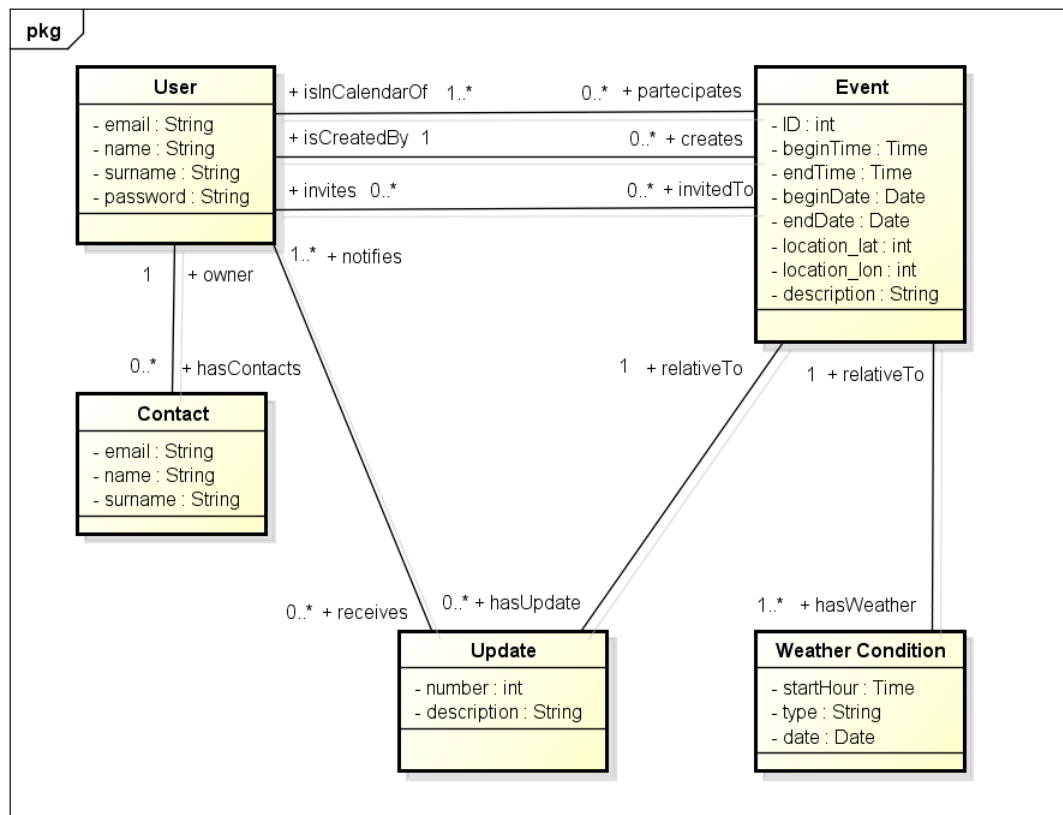 pkg
User
- email : String
- name : String
- surname : String
- password : String
+ isInCalendarOf 1..* 0..* + partecipates
+ isCreatedBy 1 0..* + creates
+ invites 0..* 0..* + invitedTo
Event
- ID : int
- beginTime : Time
- endTime : Time
- beginDate : Date
- endDate : Date
- location_lat : int
- location_lon : int
- description : String
1..* + notifies
1 + owner
0..* + hasContacts
1 + relativeTo
1 + relativeTo
Contact
- email : String
- name : String
- surname : String
0..* + receives
0..* + hasUpdate
1..* + hasWeather
Update
- number : int
- description : String
Weather Condition
- startHour : Time
- type : String
- date : Date